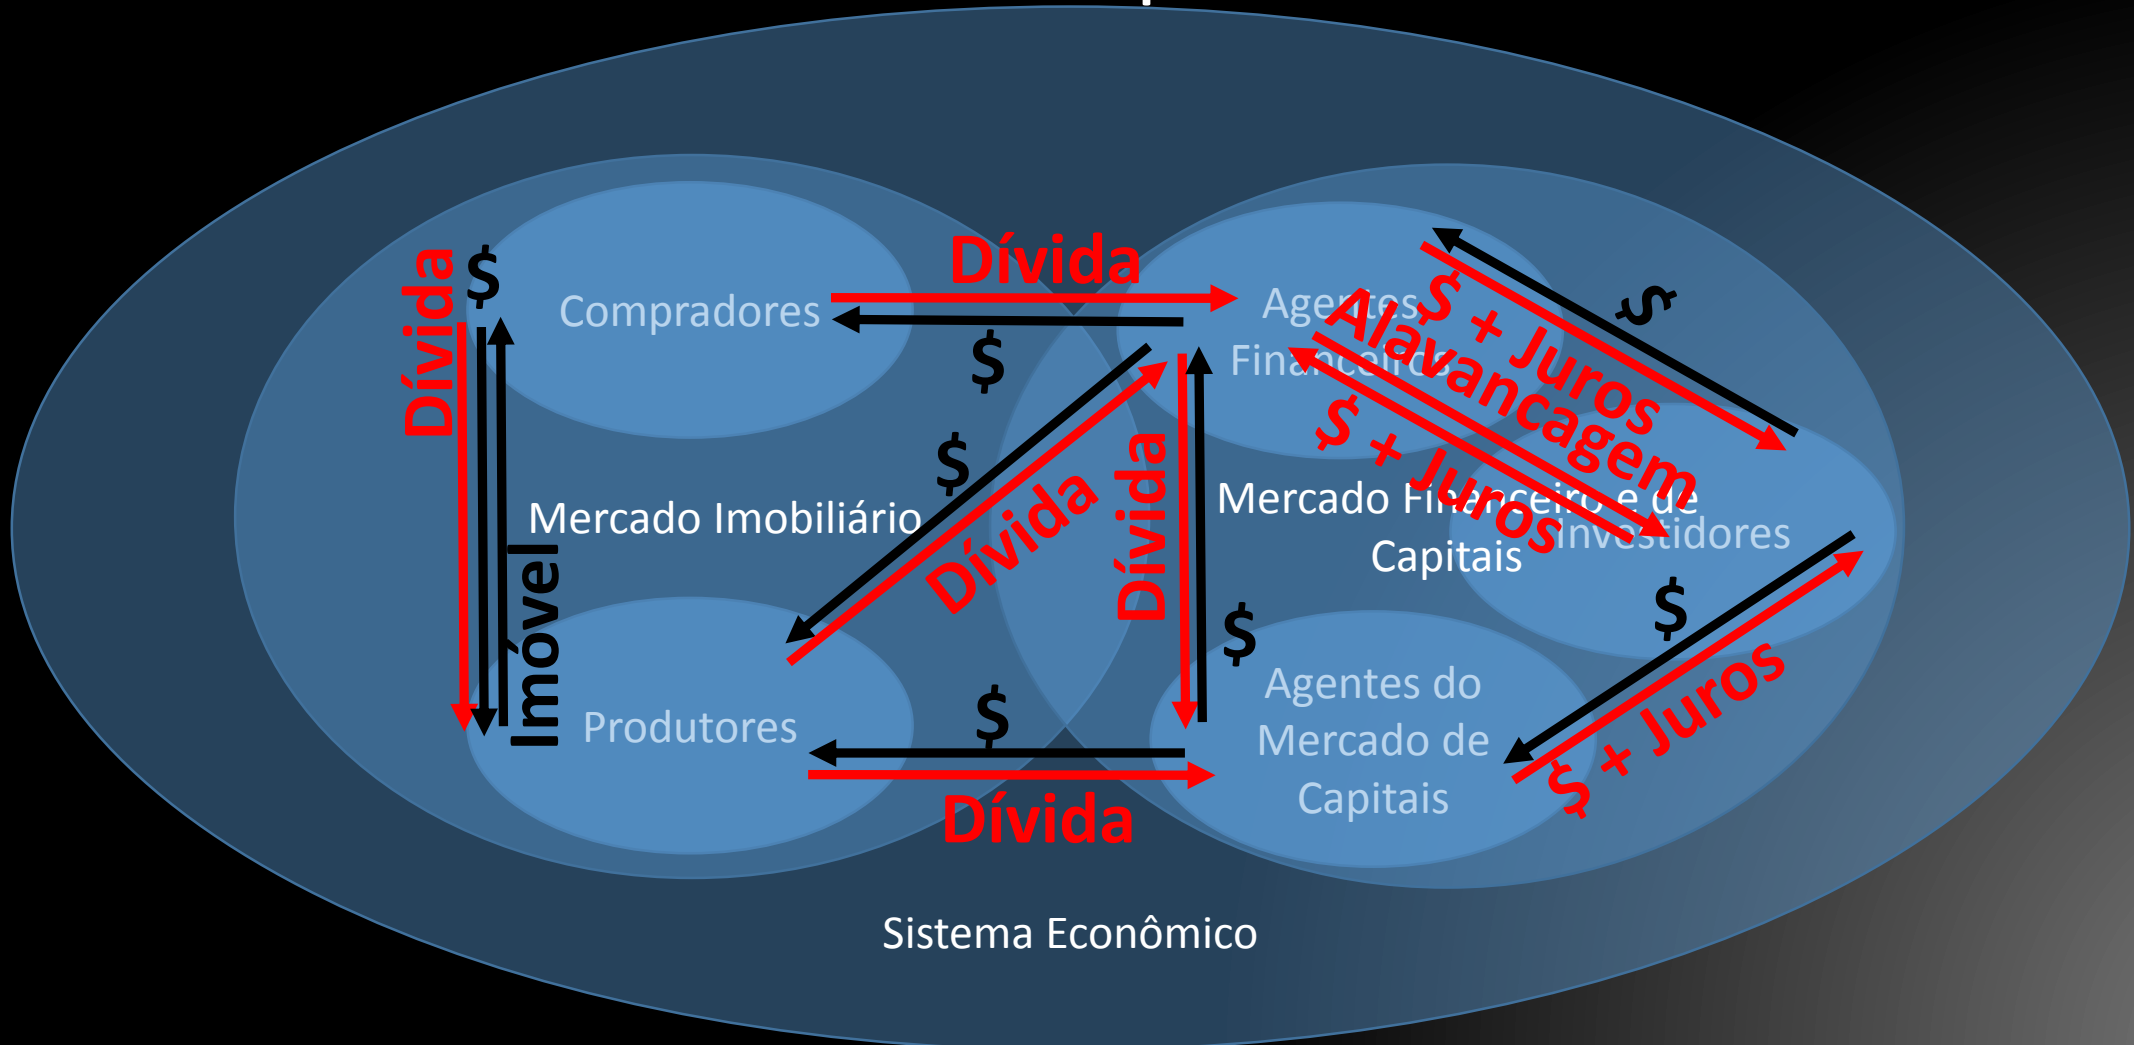 Dívida
$
Compradores
Dívida
$
Agentes
Financeiros
$
$ + Juros
Alavancagem
$ + Juros
$
Dívida
Dívida
$
Mercado Imobiliário
Mercado Financeiro e de
Capitais
Investidores
Imóvel
Produtores
$
Dívida
Agentes do
Mercado de
Capitais
$
$ + Juros
Sistema Econômico